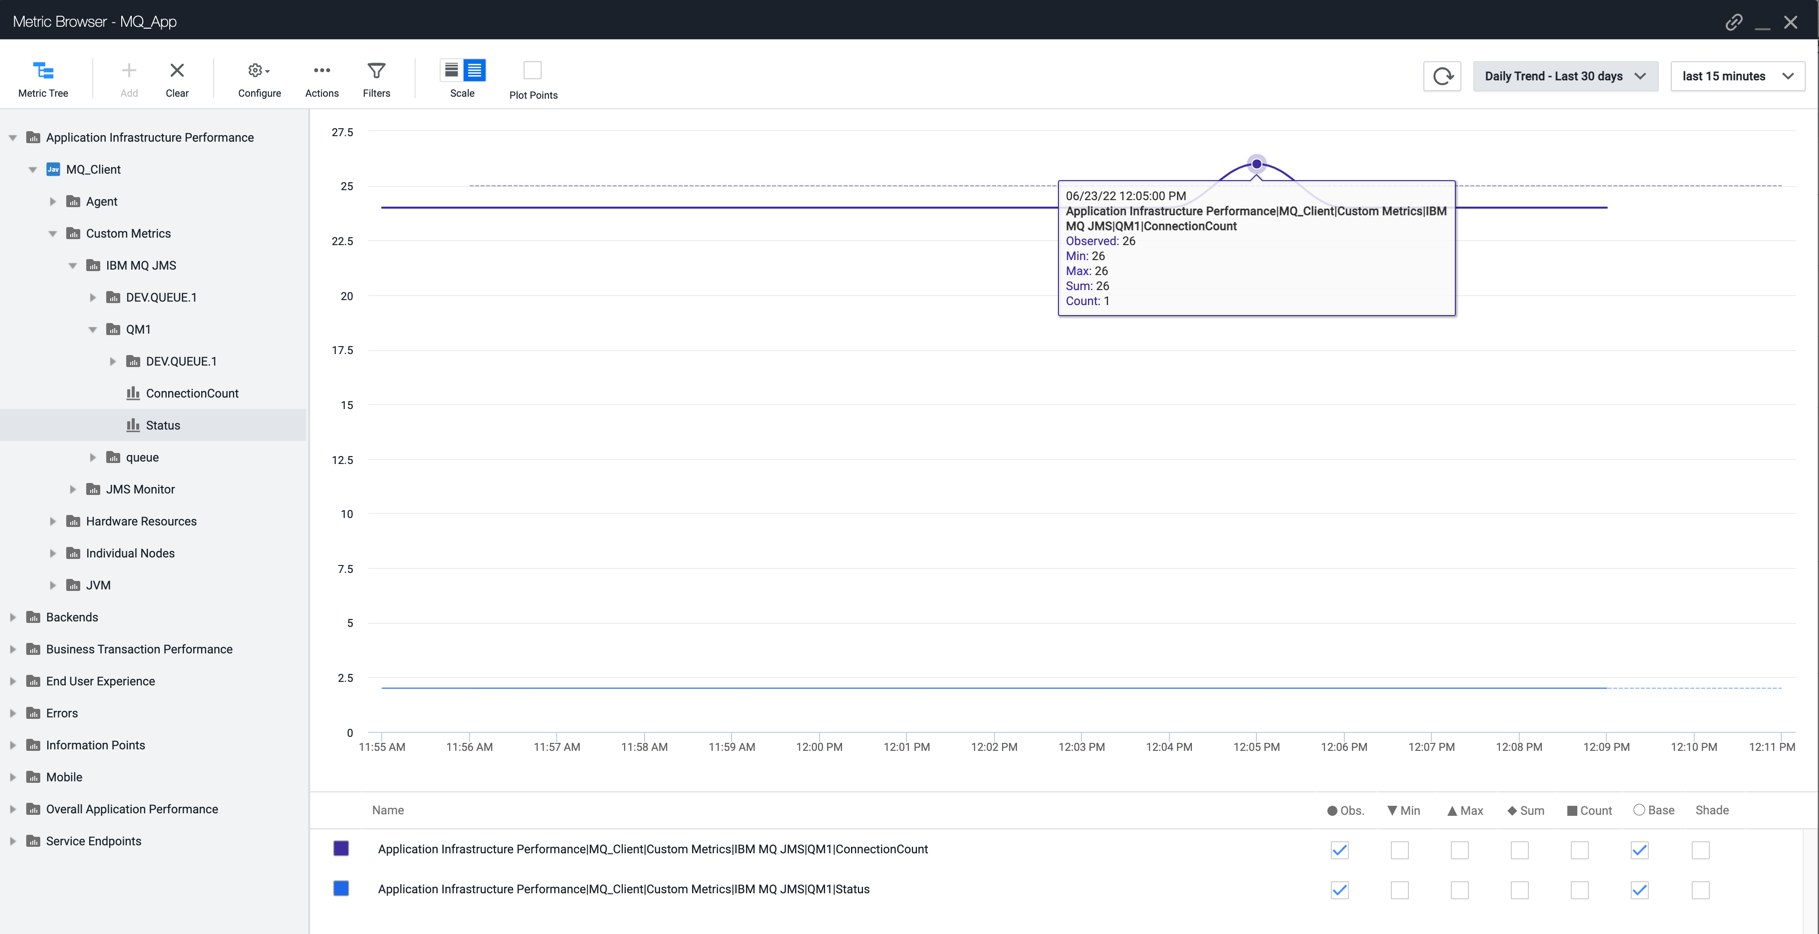 Metric Browser - MQ_App
Metric Tree
Add
Clear
Configure
Actions
Filters
Scale
Plot Points
Daily Trend - Last 30 days
last 15 minutes
Application Infrastructure Performance
Jav MQ_Client
Agent
Custom Metrics
IBM MQ JMS
DEV.QUEUE.1
QM1
DEV.QUEUE.1
ConnectionCount
Status
queue
JMS Monitor
Hardware Resources
Individual Nodes
JVM
Backends
Business Transaction Performance
End User Experience
Errors
Information Points
Mobile
Overall Application Performance
Service Endpoints
27.5
25
22.5
20
17.5
15
12.5
10
7.5
5
2.5
0
06/23/22 12:05:00 PM
Application Infrastructure Performance|MQ_Client|Custom Metrics|IBM
MQ JMS|QM1|ConnectionCount
Observed: 26
Min: 26
Max: 26
Sum: 26
Count: 1
11:55 AM 11:56 AM 11:57 AM 11:58 AM 11:59 AM 12:00 PM 12:01 PM 12:02 PM 12:03 PM 12:04 PM 12:05 PM 12:06 PM 12:07 PM 12:08 PM 12:09 PM 12:10 PM 12:11 PM
Name Obs. Min Max Sum Count Base Shade
Application Infrastructure Performance|MQ_Client|Custom Metrics|IBM MQ JMS|QM1|ConnectionCount
Application Infrastructure Performance|MQ_Client|Custom Metrics|IBM MQ JMS|QM1|Status